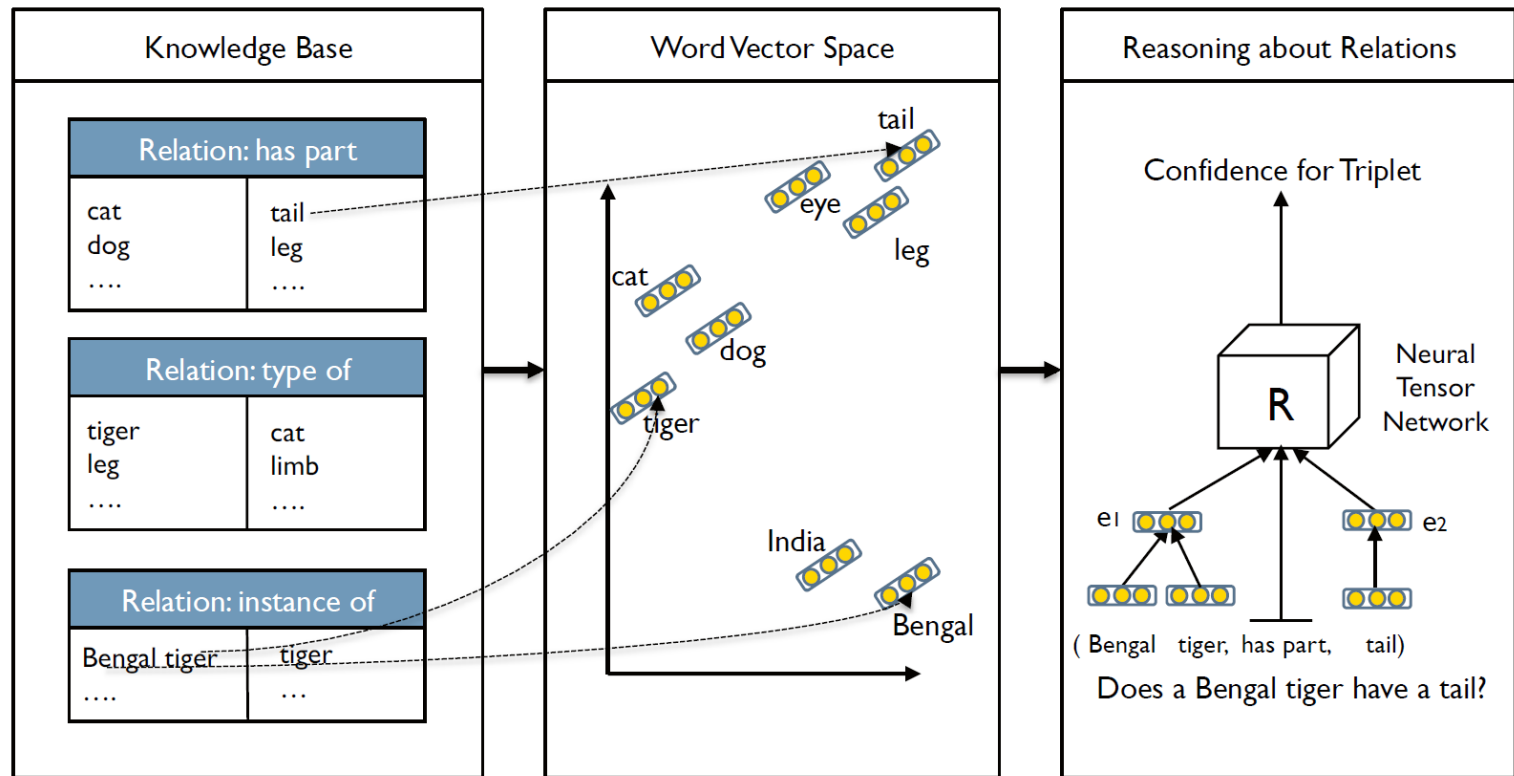 Knowledge Base
Relation: has part
cat tail
dog leg
.... ....
Relation: type of
tiger cat
leg limb
.... ....
Relation: instance of
Bengal tiger tiger
.... ...
Word Vector Space
tail
eye
leg
cat
dog
tiger
India
Bengal
Reasoning about Relations
Confidence for Triplet
R
Neural
Tensor
Network
e1 e2
( Bengal tiger, has part, tail)
Does a Bengal tiger have a tail?